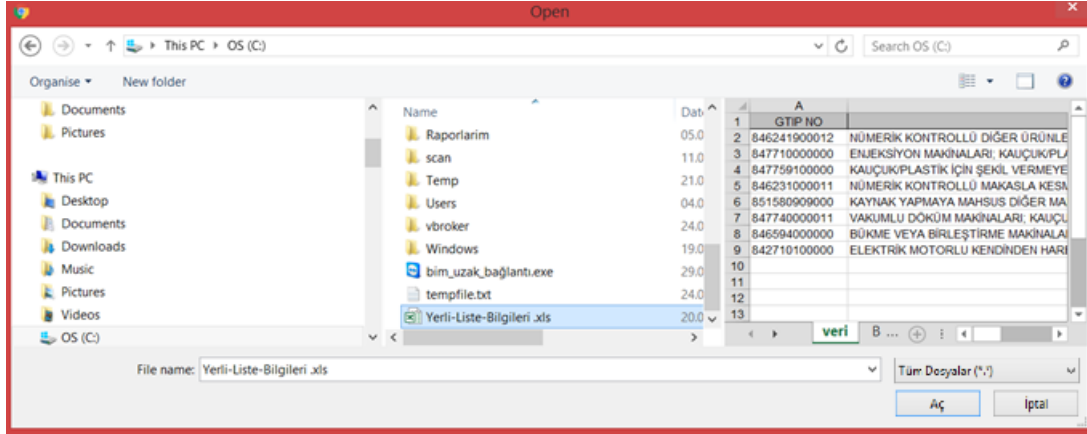 Open
This PC OS (C:)
Search OS (C:)
Organise
New folder
Documents
Pictures
This PC
Desktop
Documents
Downloads
Music
Pictures
Videos
OS (C:)
Name Dat
Raporlarim 05.0
scan 11.0
Temp 21.0
Users 04.0
vbroker 24.0
Windows 19.0
bim_uzak_bağlantı.exe 29.0
tempfile.txt 24.0
Yerli-Liste-Bilgileri .xls 20.0
A
1 GTIP NO
2 846241900012 NÜMERİK KONTROLLÜ DİĞER ÜRÜNLE
3 847710000000 ENJEKSİYON MAKİNALARI; KAUÇUK/PLA
4 847759100000 KAUÇUK/PLASTİK İÇİN ŞEKİL VERMEYE
5 846231000011 NÜMERİK KONTROLLÜ MAKASLA KESM
6 851580909000 KAYNAK YAPMAYA MAHSUS DİĞER MA
7 847740000011 VAKUMLU DÖKÜM MAKİNALARI; KAUÇU
8 846594000000 BÜKME VEYA BİRLEŞTİRME MAKİNALAI
9 842710100000 ELEKTRİK MOTORLU KENDİNDEN HARI
10
11
12
13
veri B ...
File name: Yerli-Liste-Bilgileri .xls
Tüm Dosyalar (*.*)
Aç İptal